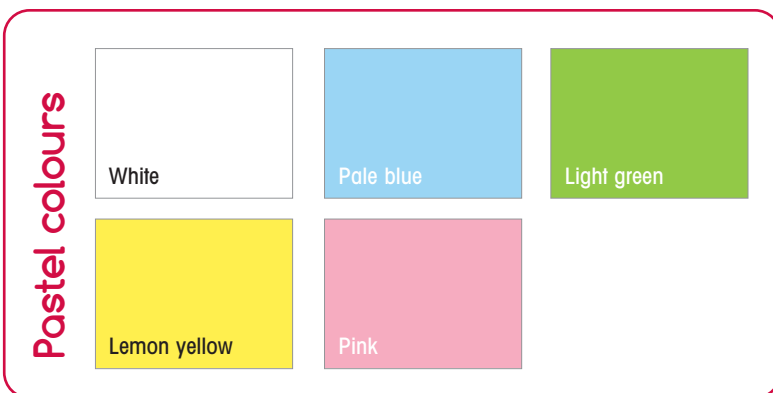 Pastel colours
White
Pale blue
Light green
Lemon yellow
Pink